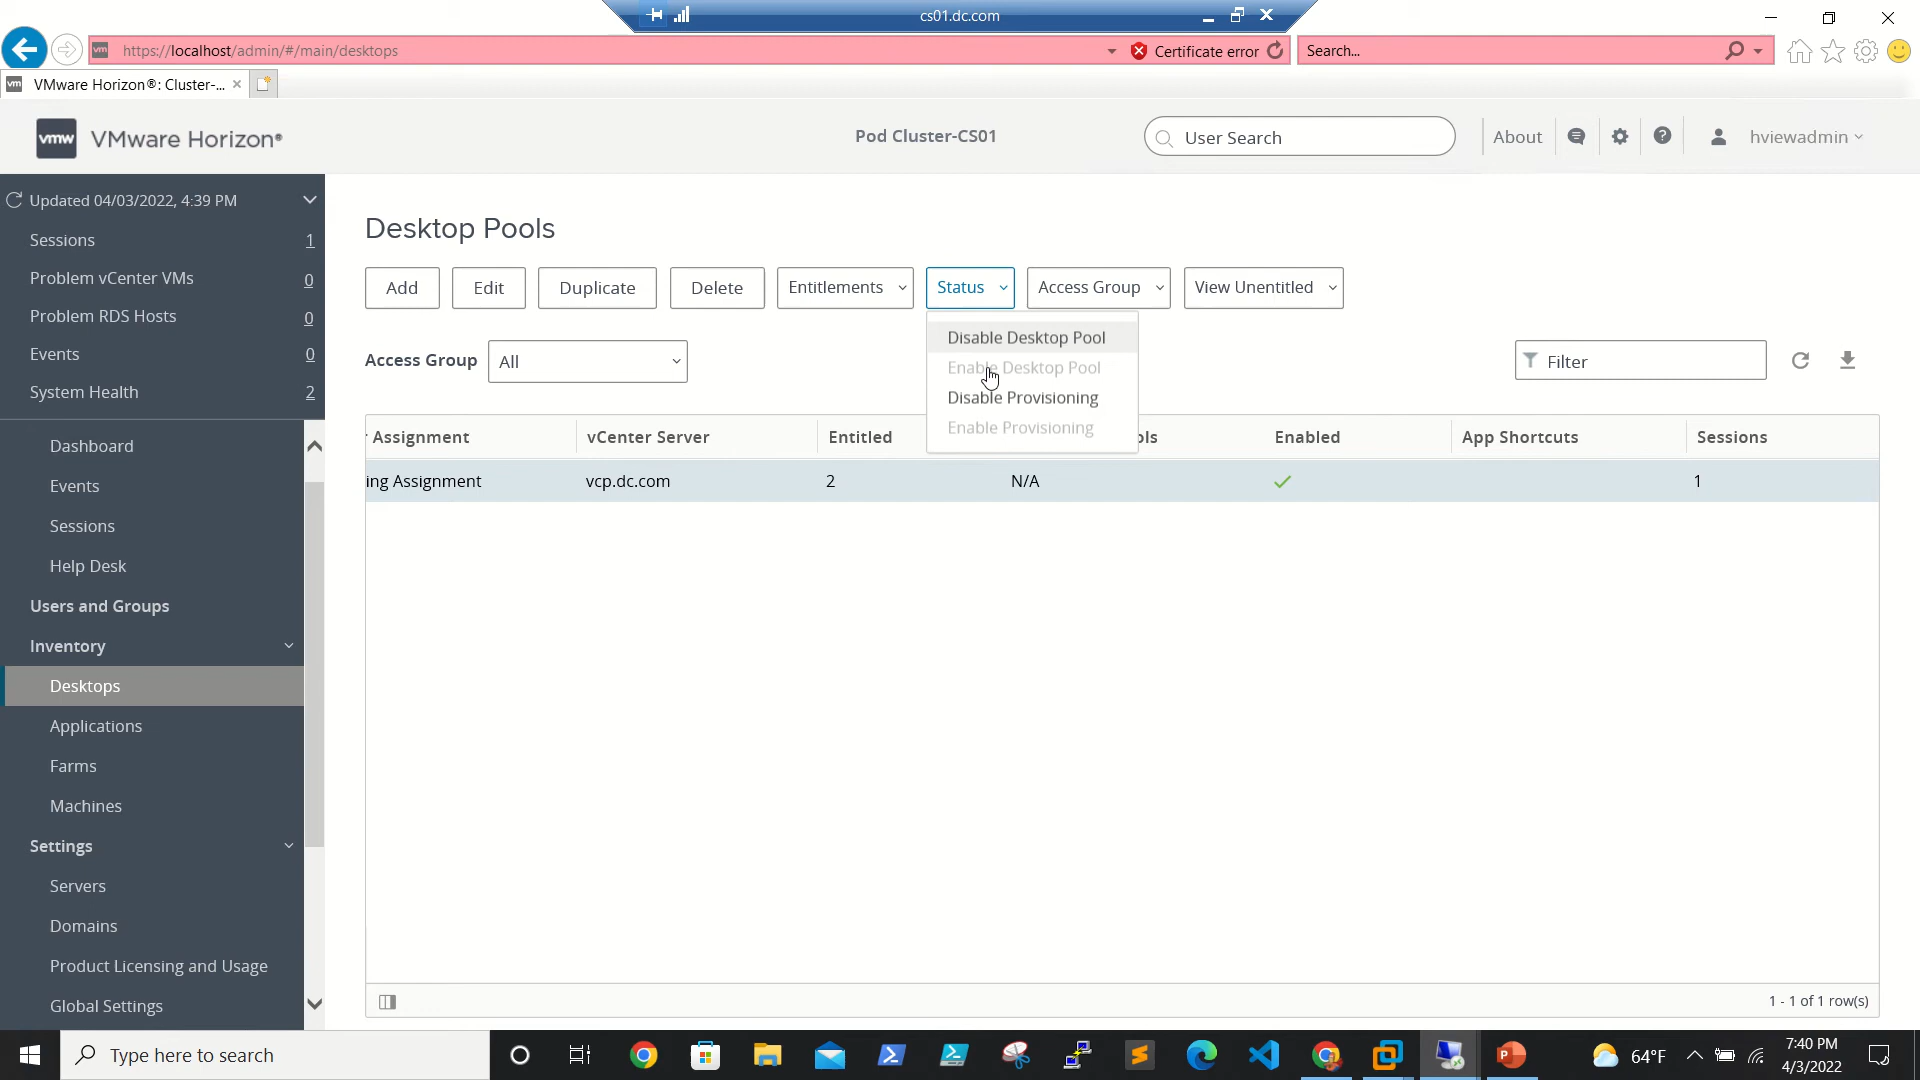 cs01.dc.com
https://localhost/admin/#/main/desktops
Certificate error
Search...
VMware Horizon®: Cluster-...
vmw VMware Horizon®
Pod Cluster-CS01
User Search
About
hviewadmin
Updated 04/03/2022, 4:39 PM
Sessions 1
Problem vCenter VMs 0
Problem RDS Hosts 0
Events 0
System Health 2
Dashboard
Events
Sessions
Help Desk
Users and Groups
Inventory
Desktops
Applications
Farms
Machines
Settings
Servers
Domains
Product Licensing and Usage
Global Settings
Desktop Pools
Add Edit Duplicate Delete Entitlements Status Access Group View Unentitled
Disable Desktop Pool
Enable Desktop Pool
Disable Provisioning
Enable Provisioning
Access Group All
Filter
r Assignment vCenter Server Entitled ls Enabled App Shortcuts Sessions
ing Assignment vcp.dc.com 2 N/A 1
1 - 1 of 1 row(s)
Type here to search
64°F
7:40 PM
4/3/2022